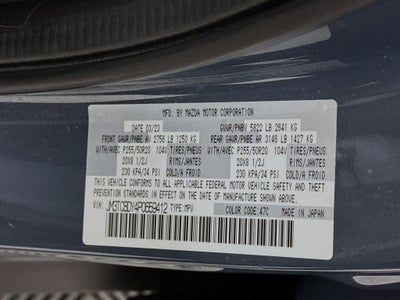 MFD. BY MAZDA MOTOR CORPORATION
DATE 03/23 GVWR/PNBV 5822 LB 2641 KG
FRONT GAWR/PNBE AV 2756 LB 1250 KG REAR GAWR/PNBE AR 3146 LB 1427 KG
WITH/AVEC P255/50R20 104V TIRES/PNEUS WITH/AVEC P255/50R20 104V TIRES/PNEUS
20X8 1/2J RIMS/JANTES 20X8 1/2J RIMS/JANTES
230 KPA/34 PSI COLD/A FROID 230 KPA/34 PSI COLD/A FROID
THIS VEHICLE CONFORMS TO ALL APPLICABLE FEDERAL MOTOR VEHICLE SAFETY AND THEFT
PREVENTION STANDARDS IN EFFECT ON THE DATE OF MANUFACTURE SHOWN ABOVE.
VIN: JM3TCBDY4P0659412 TYPE:MPV COLOR CODE:47C MADE IN JAPAN